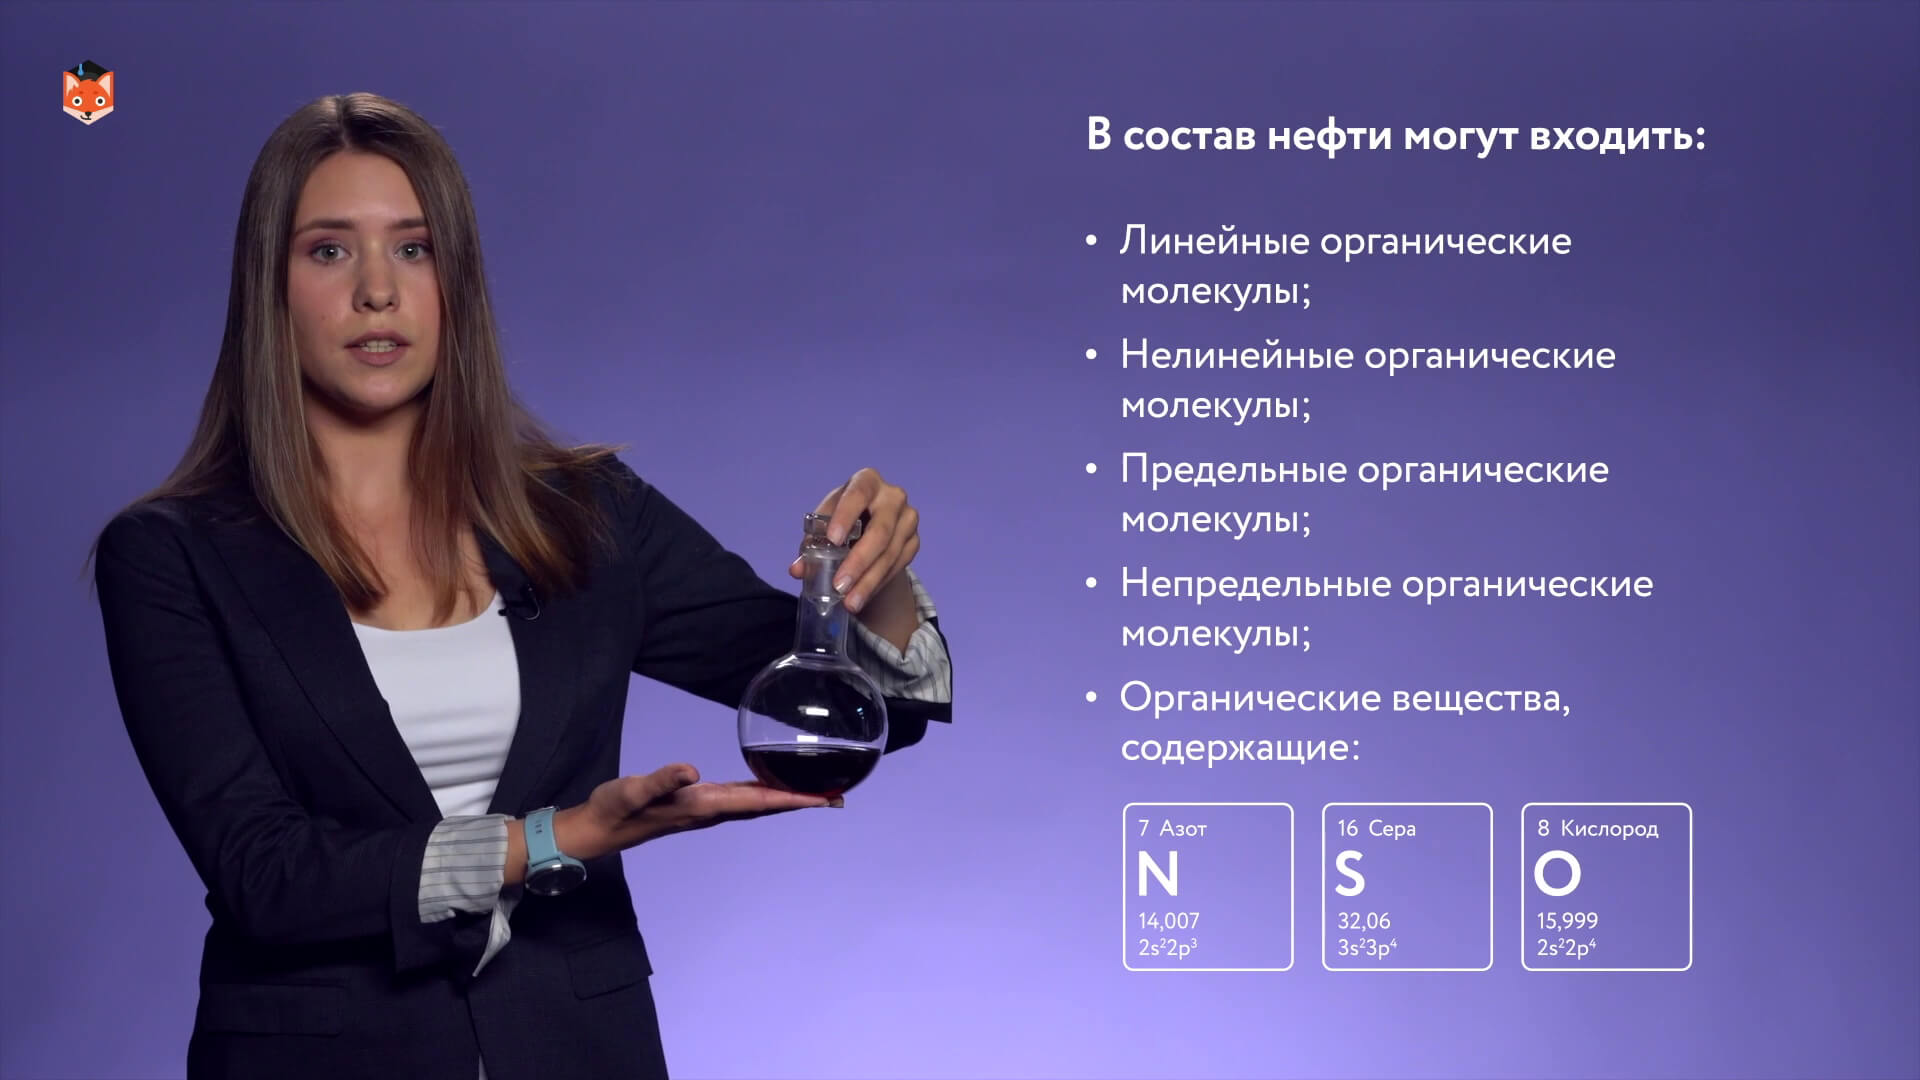 В состав нефти могут входить:
• Линейные органические
молекулы;
• Нелинейные органические
молекулы;
• Предельные органические
молекулы;
• Непредельные органические
молекулы;
• Органические вещества,
содержащие:
7 Азот
N
14,007
2s²2p³
16 Сера
S
32,06
3s²3p⁴
8 Кислород
O
15,999
2s²2p⁴